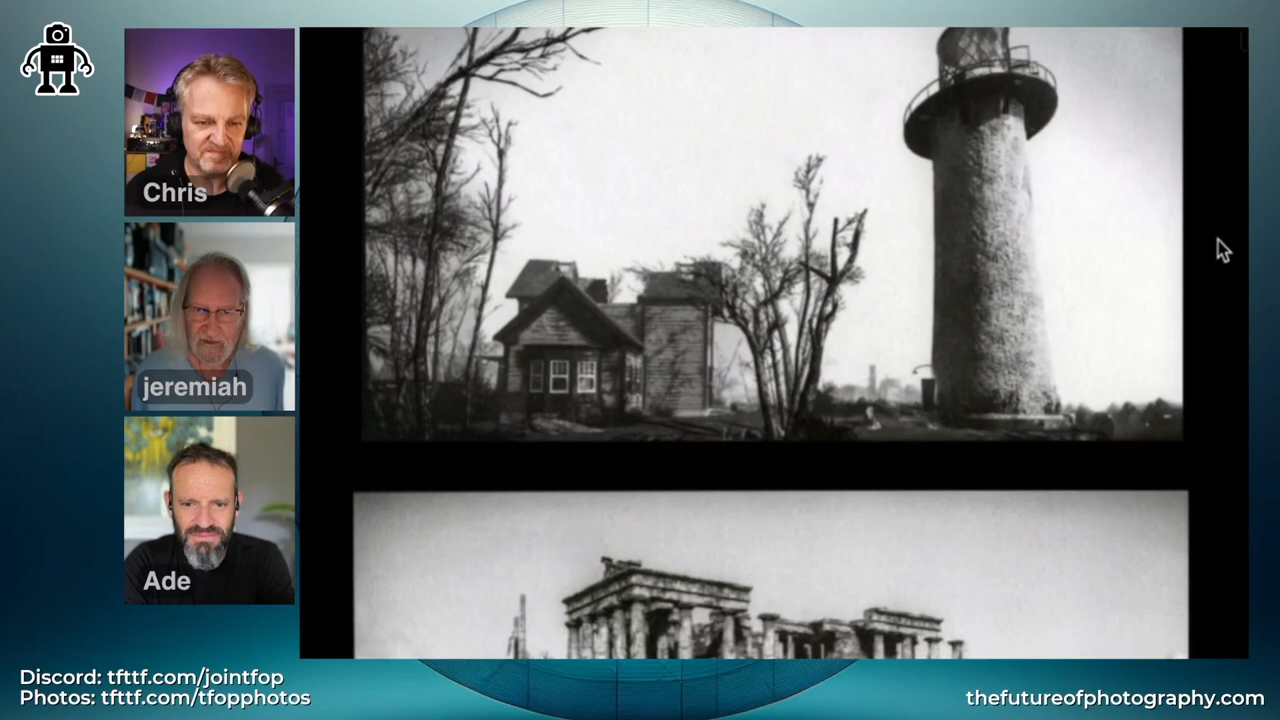 Chris
jeremiah
Ade
Discord: tfttf.com/jointfop
Photos: tfttf.com/tfopphotos
thefutureofphotography.com